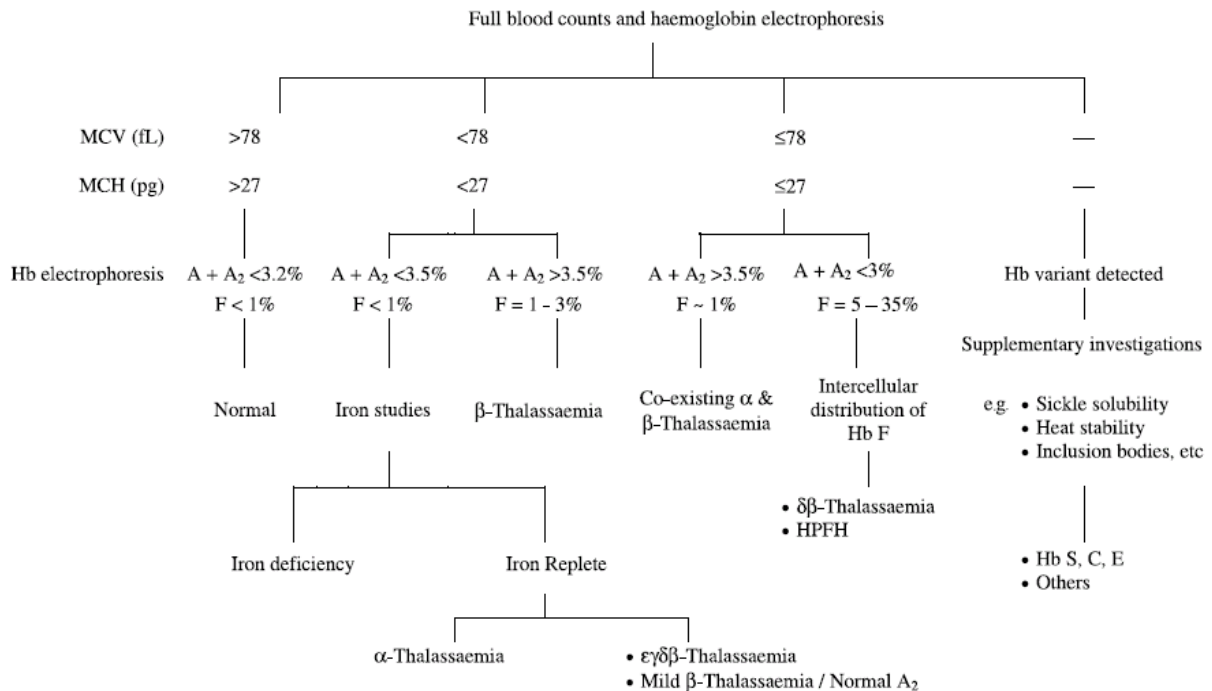 Full blood counts and haemoglobin electrophoresis
MCV (fL) >78 <78 ≤78 —
MCH (pg) >27 <27 ≤27 —
Hb electrophoresis A + A₂ <3.2% A + A₂ <3.5% A + A₂ >3.5% A + A₂ >3.5% A + A₂ <3% Hb variant detected
F < 1% F < 1% F = 1 - 3% F ~ 1% F = 5 – 35%
Supplementary investigations
Normal Iron studies β-Thalassaemia
Co-existing α &
β-Thalassaemia
Intercellular
distribution of
Hb F
e.g. • Sickle solubility
• Heat stability
• Inclusion bodies, etc
• δβ-Thalassaemia
• HPFH
Iron deficiency Iron Replete
• Hb S, C, E
• Others
α-Thalassaemia
• εγδβ-Thalassaemia
• Mild β-Thalassaemia / Normal A₂